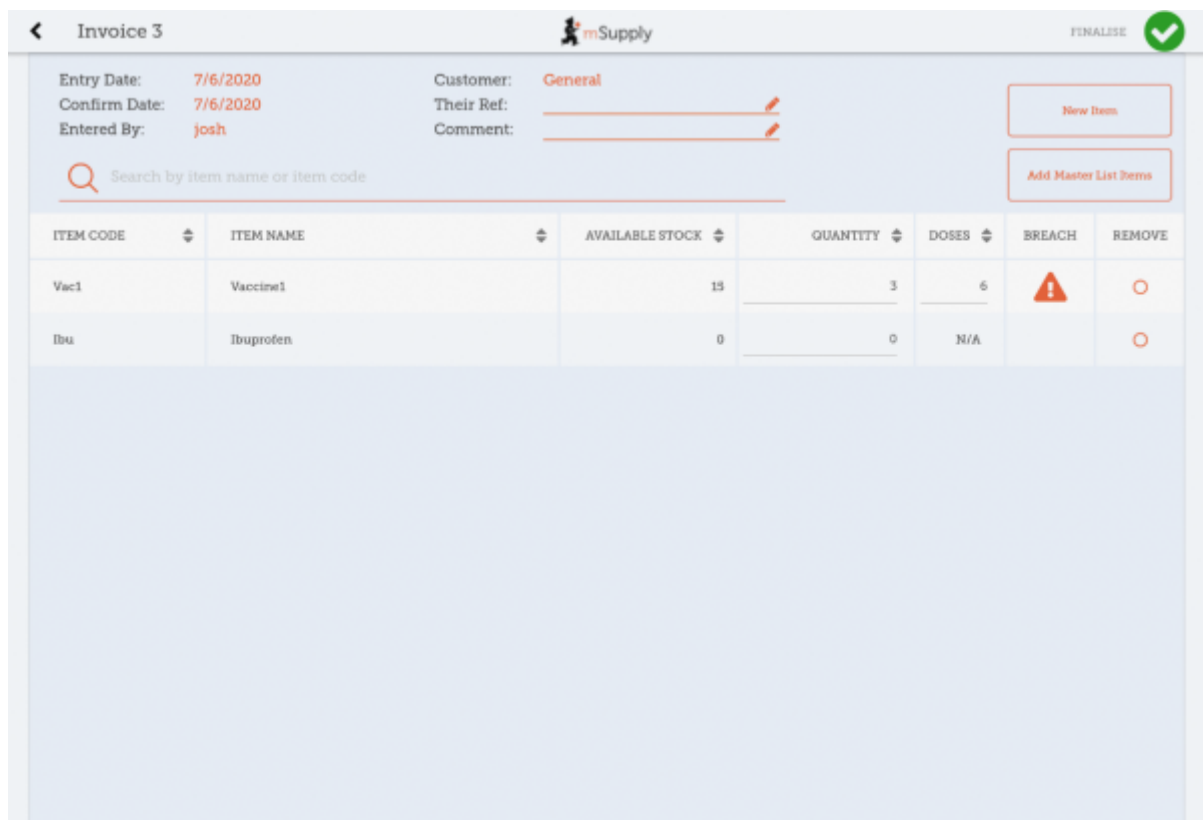 Invoice 3
mSupply
FINALISE
Entry Date: 7/6/2020
Confirm Date: 7/6/2020
Entered By: josh
Customer: General
Their Ref:
Comment:
New Item
Add Master List Items
Search by item name or item code
ITEM CODE ITEM NAME AVAILABLE STOCK QUANTITY DOSES BREACH REMOVE
Vac1 Vaccine1 15 3 6
Ibu Ibuprofen 0 0 N/A